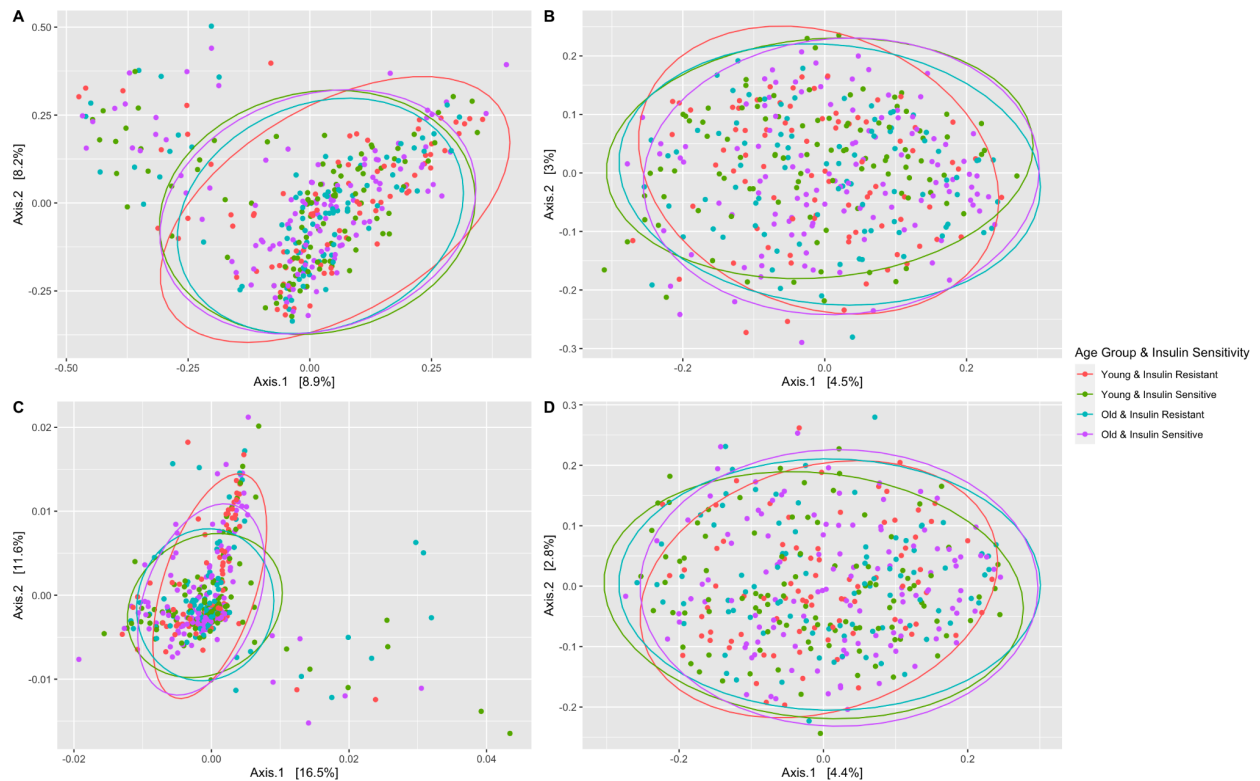 A
0.50
0.25
0.00
-0.25
Axis.2 [8.2%]
-0.50
-0.25
0.00
0.25
Axis.1 [8.9%]
B
0.2
0.1
0.0
-0.1
-0.2
-0.3
Axis.2 [3%]
-0.2
0.0
0.2
Axis.1 [4.5%]
C
0.02
0.01
0.00
-0.01
Axis.2 [11.6%]
-0.02
0.00
0.02
0.04
Axis.1 [16.5%]
D
0.3
0.2
0.1
0.0
-0.1
-0.2
Axis.2 [2.8%]
-0.2
0.0
0.2
Axis.1 [4.4%]
Age Group & Insulin Sensitivity
Young & Insulin Resistant
Young & Insulin Sensitive
Old & Insulin Resistant
Old & Insulin Sensitive